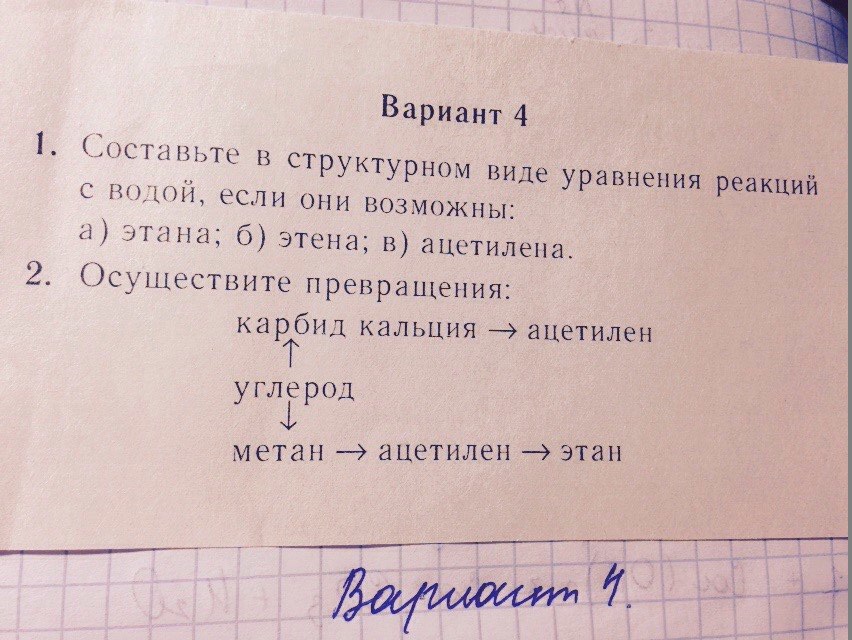 Вариант 4
1. Составьте в структурном виде уравнения реакций
с водой, если они возможны:
а) этана; б) этена; в) ацетилена.
2. Осуществите превращения:
карбид кальция → ацетилен
↑
углерод
↓
метан → ацетилен → этан
Вариант 4.